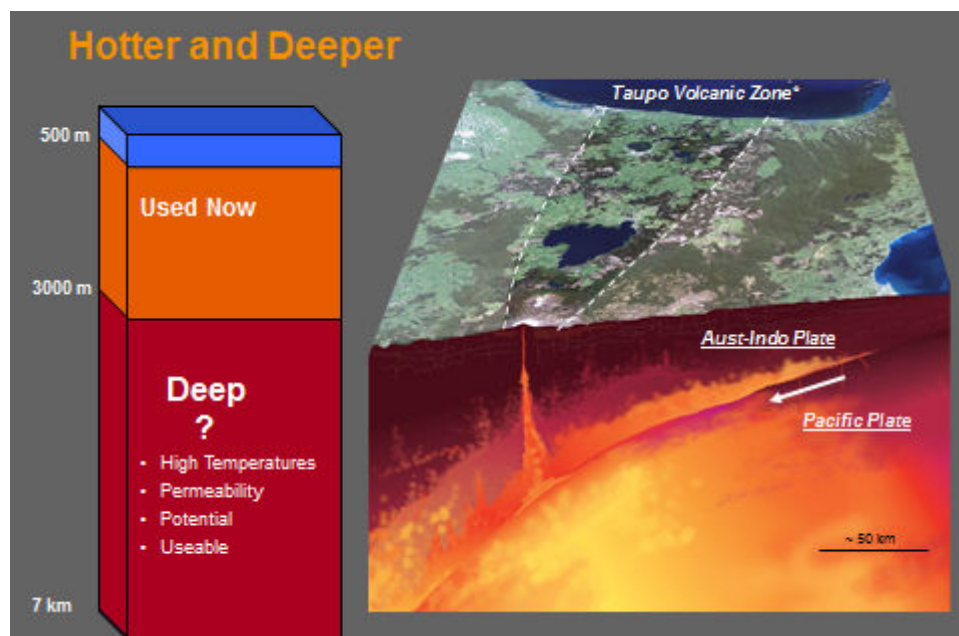 Hotter and Deeper
500 m
Used Now
3000 m
Deep
?
• High Temperatures
• Permeability
• Potential
• Useable
7 km
Taupo Volcanic Zone*
Aust-Indo Plate
Pacific Plate
~ 50 km